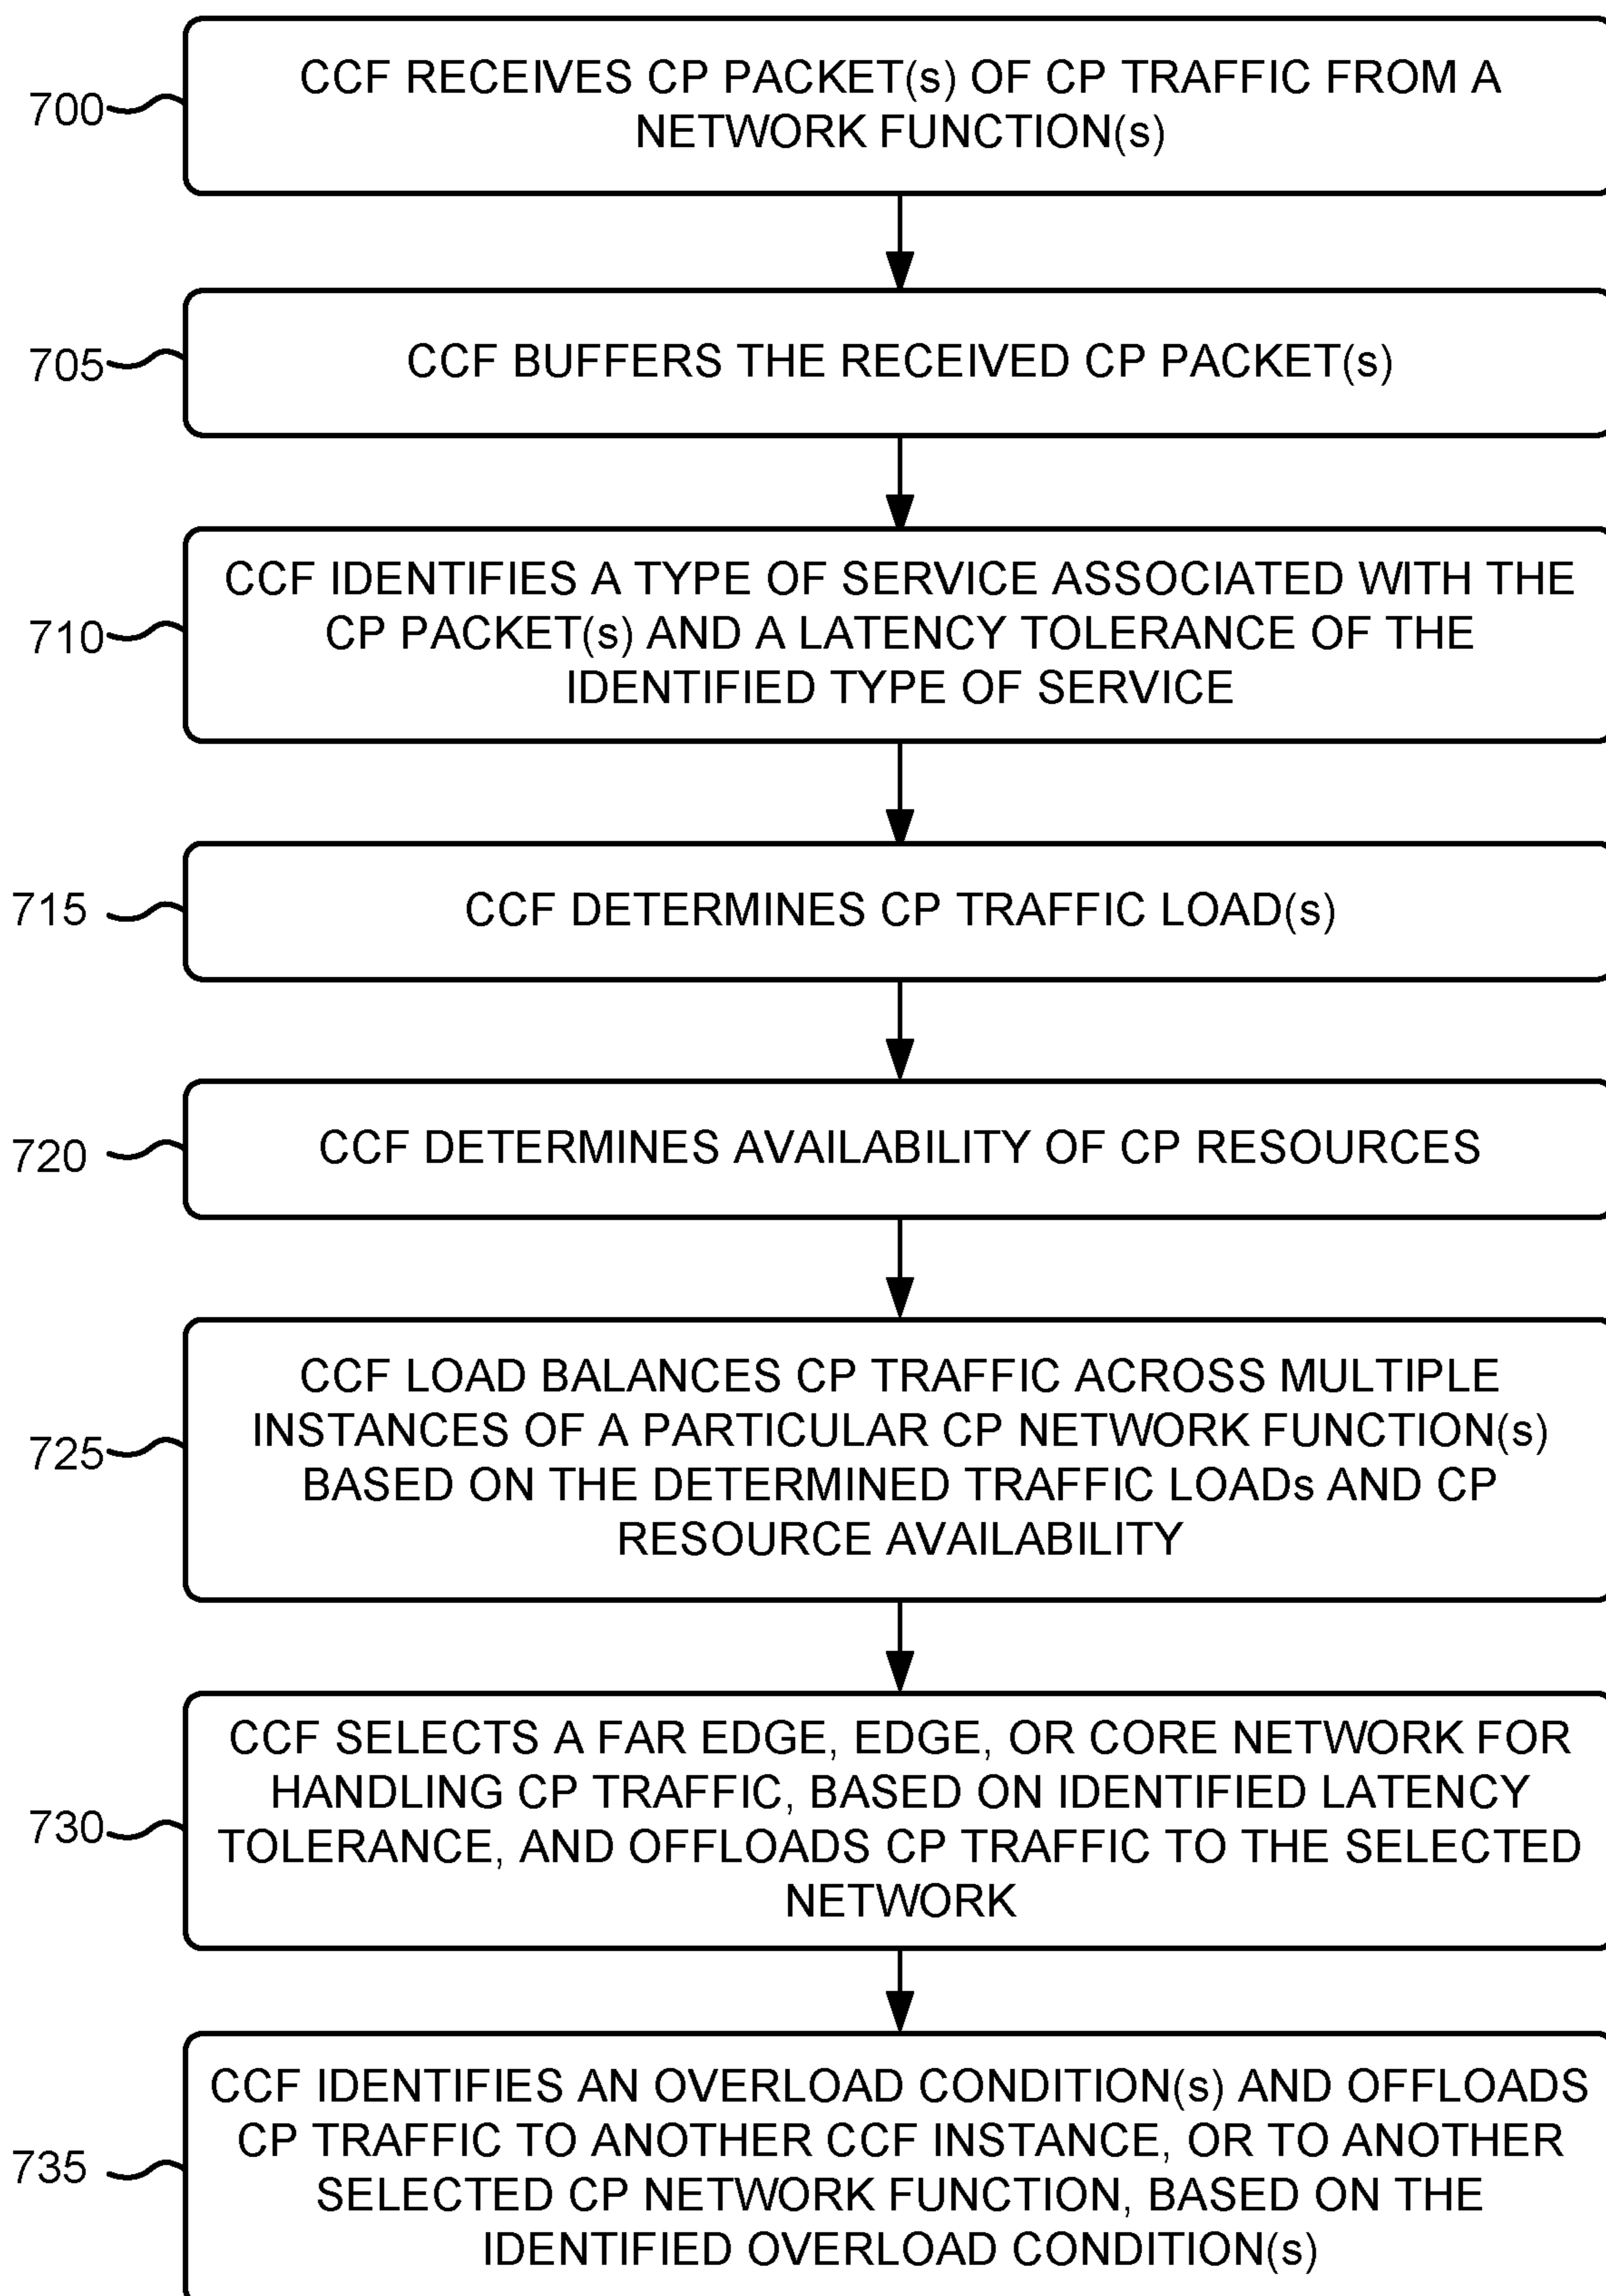 700
CCF RECEIVES CP PACKET(s) OF CP TRAFFIC FROM A
NETWORK FUNCTION(s)
705
CCF BUFFERS THE RECEIVED CP PACKET(s)
710
CCF IDENTIFIES A TYPE OF SERVICE ASSOCIATED WITH THE
CP PACKET(s) AND A LATENCY TOLERANCE OF THE
IDENTIFIED TYPE OF SERVICE
715
CCF DETERMINES CP TRAFFIC LOAD(s)
720
CCF DETERMINES AVAILABILITY OF CP RESOURCES
725
CCF LOAD BALANCES CP TRAFFIC ACROSS MULTIPLE
INSTANCES OF A PARTICULAR CP NETWORK FUNCTION(s)
BASED ON THE DETERMINED TRAFFIC LOADs AND CP
RESOURCE AVAILABILITY
730
CCF SELECTS A FAR EDGE, EDGE, OR CORE NETWORK FOR
HANDLING CP TRAFFIC, BASED ON IDENTIFIED LATENCY
TOLERANCE, AND OFFLOADS CP TRAFFIC TO THE SELECTED
NETWORK
735
CCF IDENTIFIES AN OVERLOAD CONDITION(s) AND OFFLOADS
CP TRAFFIC TO ANOTHER CCF INSTANCE, OR TO ANOTHER
SELECTED CP NETWORK FUNCTION, BASED ON THE
IDENTIFIED OVERLOAD CONDITION(s)